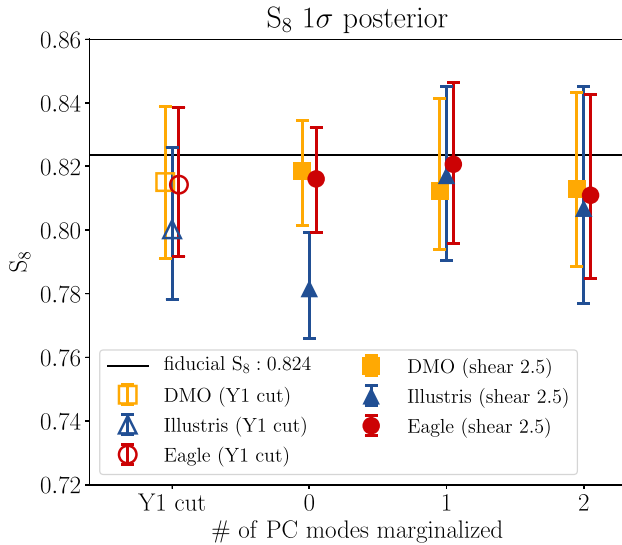 S₈ 1σ posterior
0.86
0.84
0.82
0.80
0.78
0.76
0.74
0.72
S₈
fiducial S₈ : 0.824
DMO (Y1 cut)
Illustris (Y1 cut)
Eagle (Y1 cut)
DMO (shear 2.5)
Illustris (shear 2.5)
Eagle (shear 2.5)
Y1 cut 0 1 2
# of PC modes marginalized